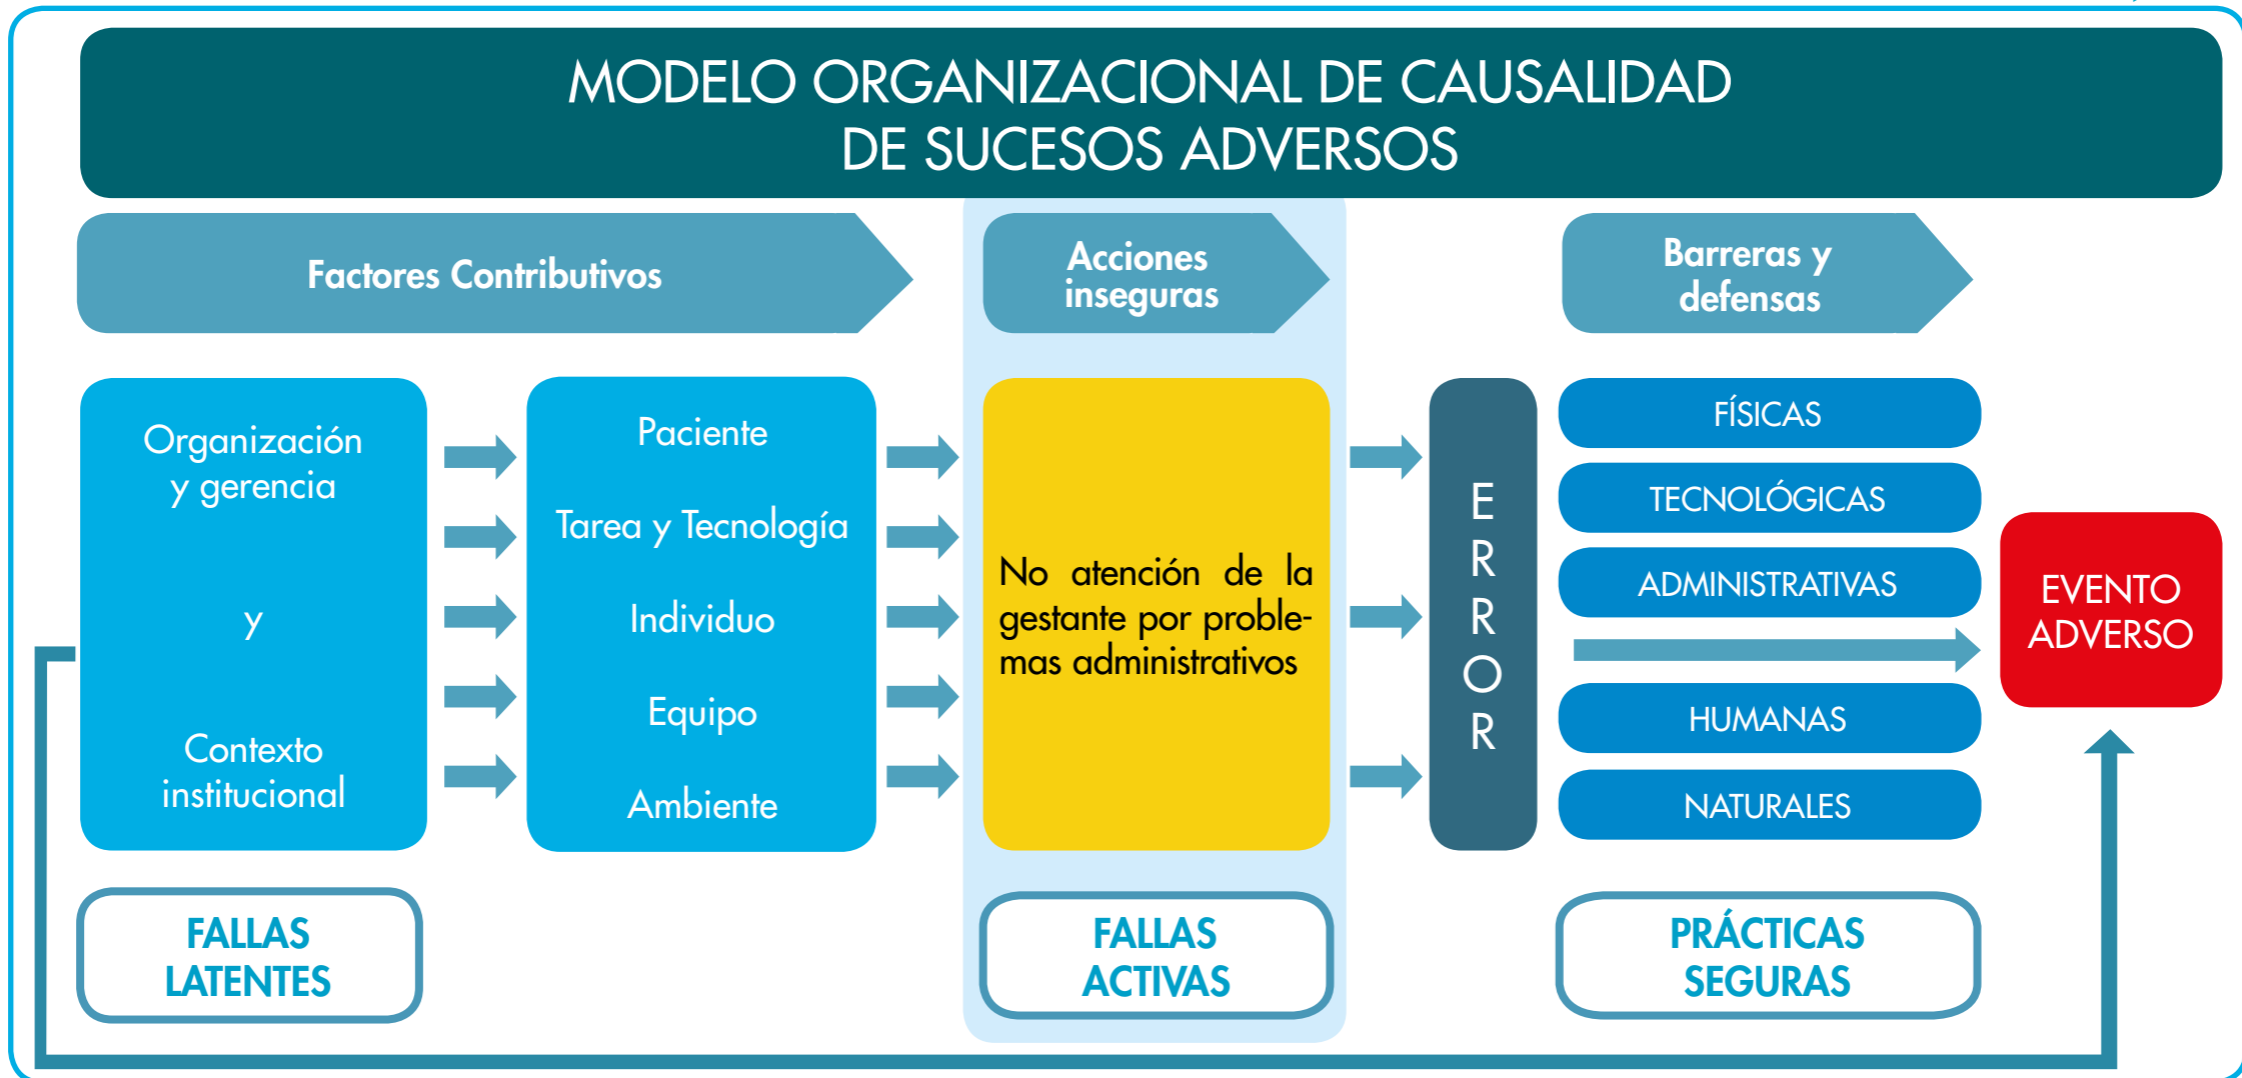 MODELO ORGANIZACIONAL DE CAUSALIDAD
DE SUCESOS ADVERSOS
Factores Contributivos
Acciones
inseguras
Barreras y
defensas
Organización
y gerencia
y
Contexto
institucional
Paciente
Tarea y Tecnología
Individuo
Equipo
Ambiente
No atención de la
gestante por proble-
mas administrativos
E
R
R
O
R
FÍSICAS
TECNOLÓGICAS
ADMINISTRATIVAS
HUMANAS
NATURALES
EVENTO
ADVERSO
FALLAS
LATENTES
FALLAS
ACTIVAS
PRÁCTICAS
SEGURAS